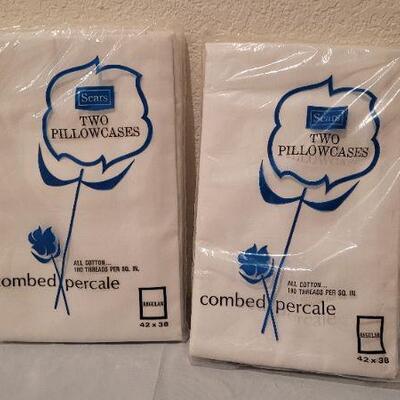 Sears
TWO
PILLOWCASES
ALL COTTON...
180 THREADS PER SQ. IN.
combed percale
REGULAR
42 x 38
Sears
TWO
PILLOWCASES
ALL COTTON...
180 THREADS PER SQ. IN.
combed percale
REGULAR
42 x 38